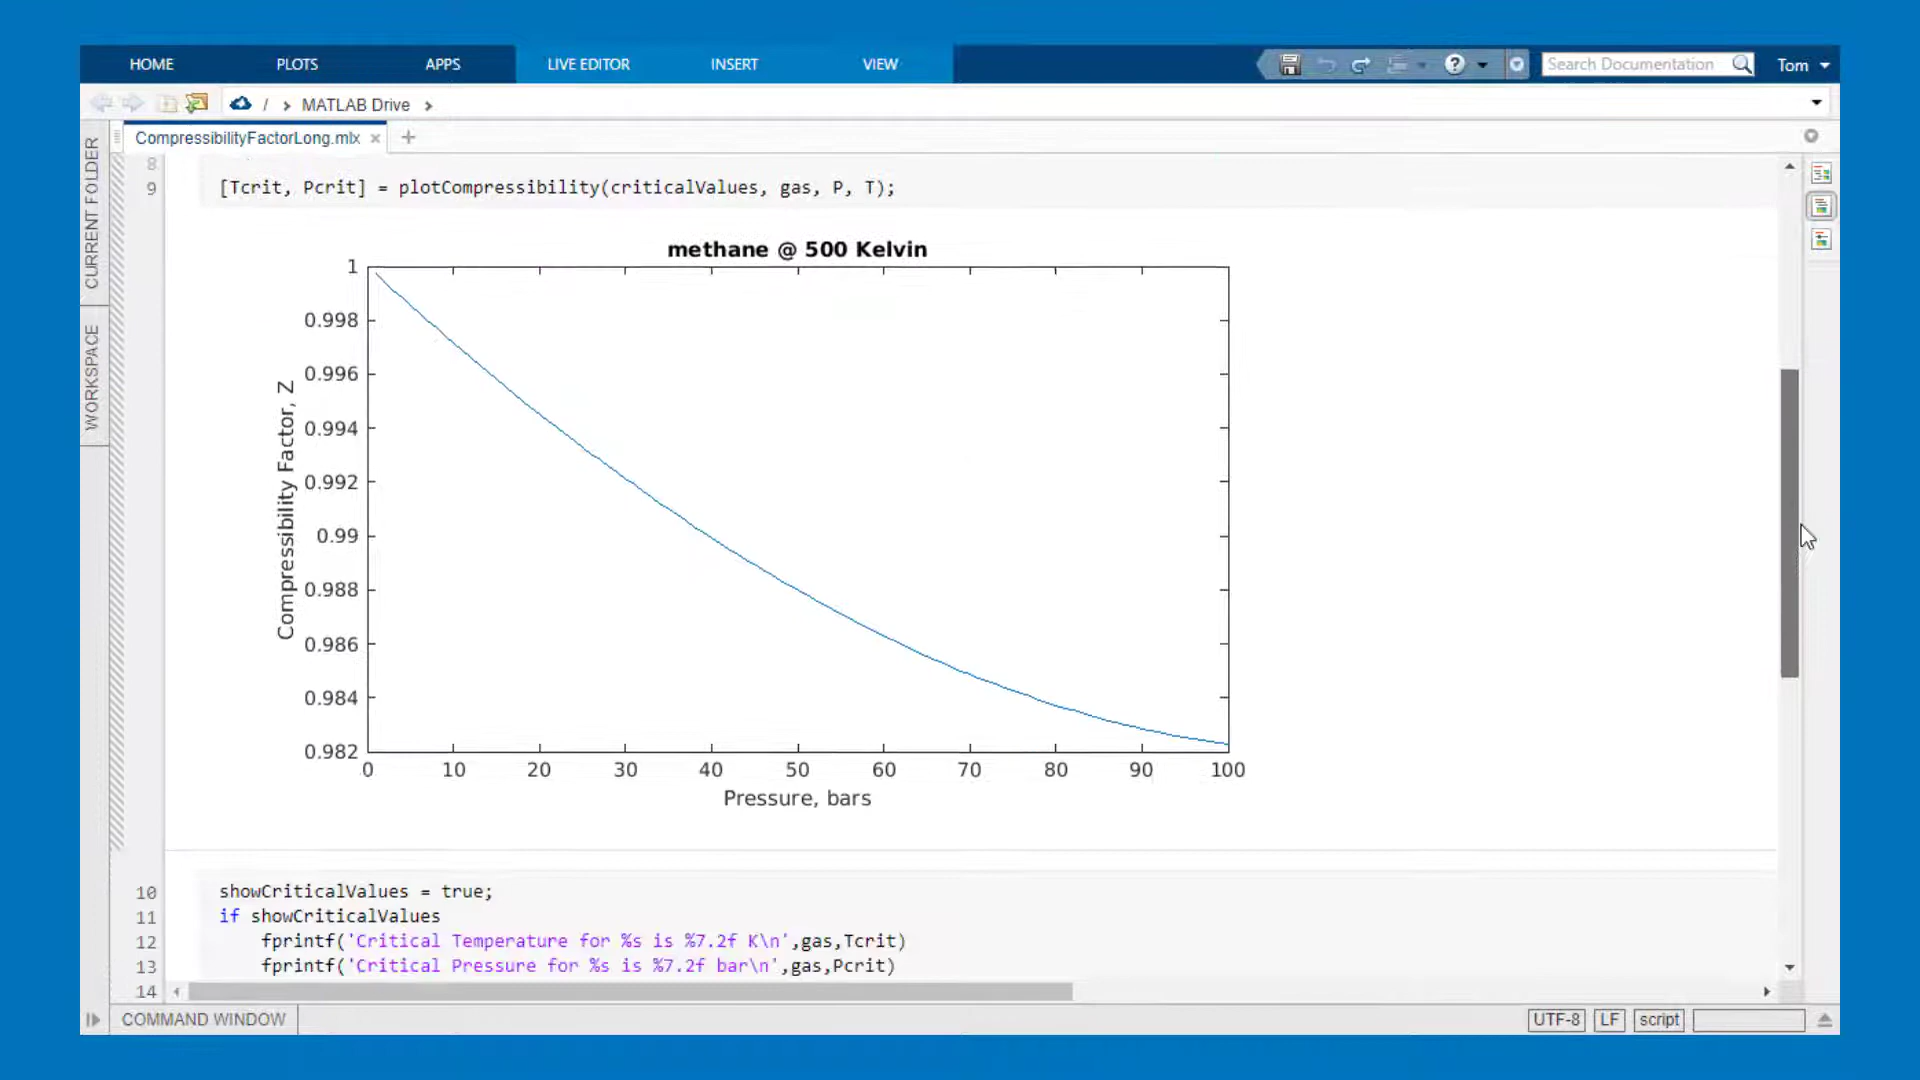 HOME PLOTS APPS LIVE EDITOR INSERT VIEW Search Documentation Tom
/ > MATLAB Drive >
CompressibilityFactorLong.mlx × +
CURRENT FOLDER
WORKSPACE
8
9 [Tcrit, Pcrit] = plotCompressibility(criticalValues, gas, P, T);
methane @ 500 Kelvin
1
0.998
0.996
0.994
0.992
0.99
0.988
0.986
0.984
0.982
Compressibility Factor, Z
0 10 20 30 40 50 60 70 80 90 100
Pressure, bars
10 showCriticalValues = true;
11 if showCriticalValues
12 fprintf('Critical Temperature for %s is %7.2f K\n',gas,Tcrit)
13 fprintf('Critical Pressure for %s is %7.2f bar\n',gas,Pcrit)
14
COMMAND WINDOW UTF-8 LF script